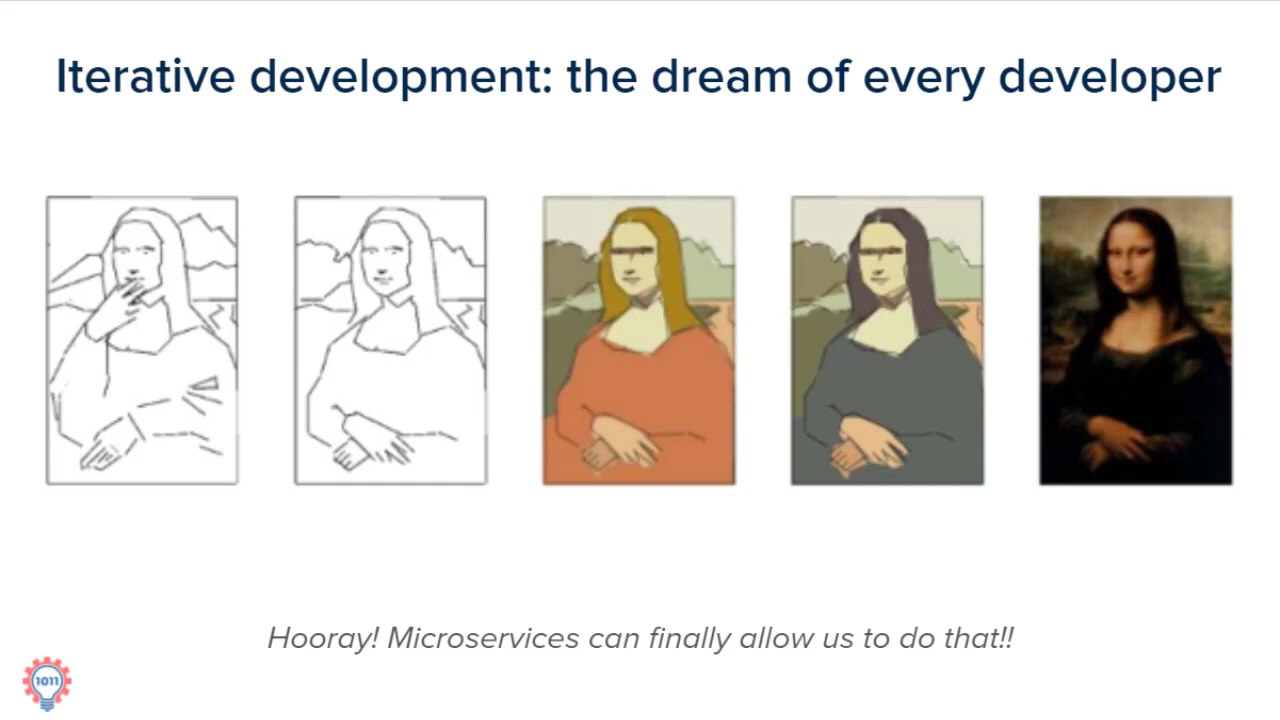 Iterative development: the dream of every developer
Hooray! Microservices can finally allow us to do that!!
1011